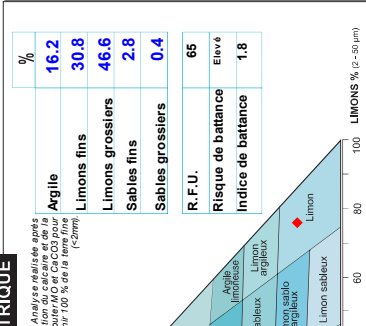 TRIQUE
Analyse réalisée après
tion du calcaire et de la
outer MO et CaCO3 pour
nir 100 % de la terre fine
(<2mm).
%
Argile 16.2
Limons fins 30.8
Limons grossiers 46.6
Sables fins 2.8
Sables grossiers 0.4
R.F.U. 65
Risque de battance Elevé
Indice de battance 1.8
Argile
limoneuse
Limon
argileux
Limon
ableux
mon sablo
argileux
Limon sableux
60
80
100
LIMONS % (2 - 50 µm)